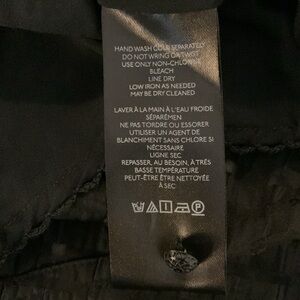 HAND WASH COLD SEPARATELY
DO NOT WRING OR TWIST
USE ONLY NON-CHLORINE
BLEACH
LINE DRY
LOW IRON AS NEEDED
MAY BE DRY CLEANED
LAVER À LA MAIN À L'EAU FROIDE
SÉPARÉMEN
NE PAS TORDRE OU ESSORER
UTILISER UN AGENT DE
BLANCHIMENT SANS CHLORE SI
NÉCESSAIRE
LIGNE SEC
REPASSER, AU BESOIN, À TRÈS
BASSE TEMPÉRATURE
PEUT-ÊTRE ÊTRE NETTOYÉE
À SEC